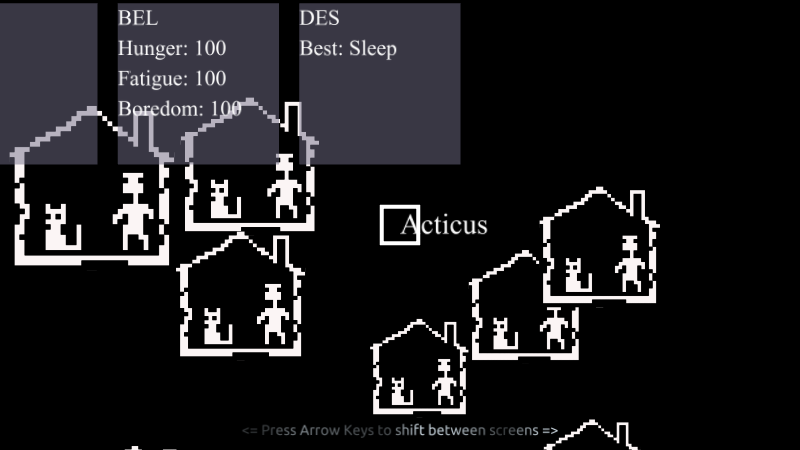 BEL
Hunger: 100
Fatigue: 100
Boredom: 100
DES
Best: Sleep
Acticus
<= Press Arrow Keys to shift between screens =>